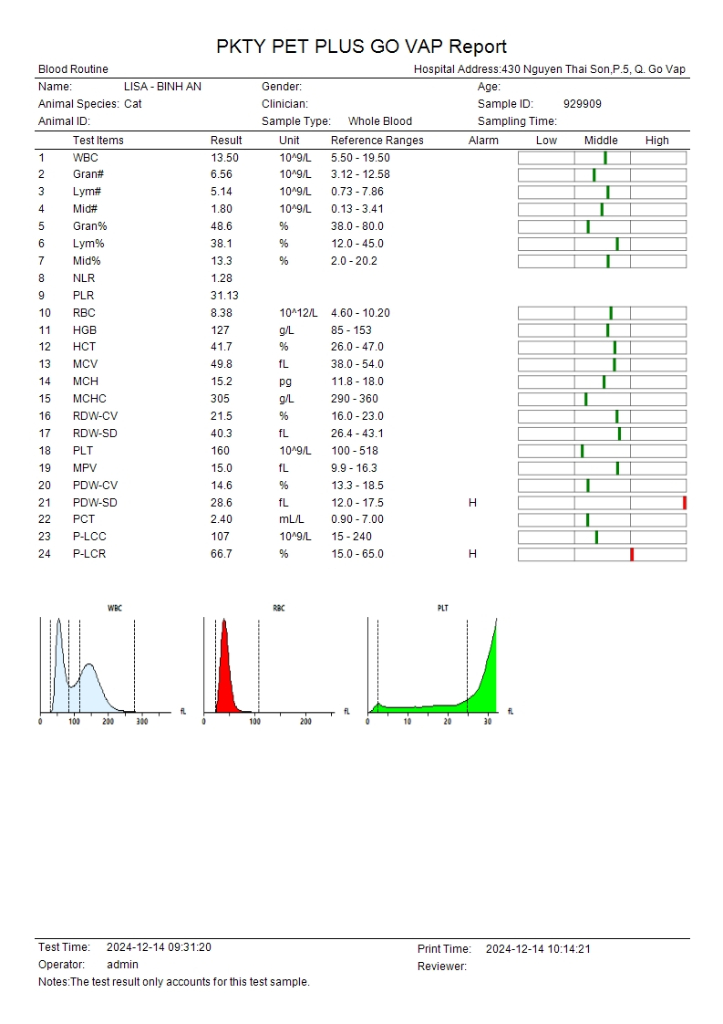 PKTY PET PLUS GO VAP Report
Blood Routine Hospital Address:430 Nguyen Thai Son,P.5, Q. Go Vap
Name: LISA - BINH AN Gender: Age:
Animal Species: Cat Clinician: Sample ID: 929909
Animal ID: Sample Type: Whole Blood Sampling Time:
Test Items Result Unit Reference Ranges Alarm Low Middle High
1 WBC 13.50 10^9/L 5.50 - 19.50
2 Gran# 6.56 10^9/L 3.12 - 12.58
3 Lym# 5.14 10^9/L 0.73 - 7.86
4 Mid# 1.80 10^9/L 0.13 - 3.41
5 Gran% 48.6 % 38.0 - 80.0
6 Lym% 38.1 % 12.0 - 45.0
7 Mid% 13.3 % 2.0 - 20.2
8 NLR 1.28
9 PLR 31.13
10 RBC 8.38 10^12/L 4.60 - 10.20
11 HGB 127 g/L 85 - 153
12 HCT 41.7 % 26.0 - 47.0
13 MCV 49.8 fL 38.0 - 54.0
14 MCH 15.2 pg 11.8 - 18.0
15 MCHC 305 g/L 290 - 360
16 RDW-CV 21.5 % 16.0 - 23.0
17 RDW-SD 40.3 fL 26.4 - 43.1
18 PLT 160 10^9/L 100 - 518
19 MPV 15.0 fL 9.9 - 16.3
20 PDW-CV 14.6 % 13.3 - 18.5
21 PDW-SD 28.6 fL 12.0 - 17.5 H
22 PCT 2.40 mL/L 0.90 - 7.00
23 P-LCC 107 10^9/L 15 - 240
24 P-LCR 66.7 % 15.0 - 65.0 H
WBC RBC PLT
0 100 200 300 fL 0 100 200 fL 0 10 20 30 fL
Test Time: 2024-12-14 09:31:20 Print Time: 2024-12-14 10:14:21
Operator: admin Reviewer:
Notes:The test result only accounts for this test sample.